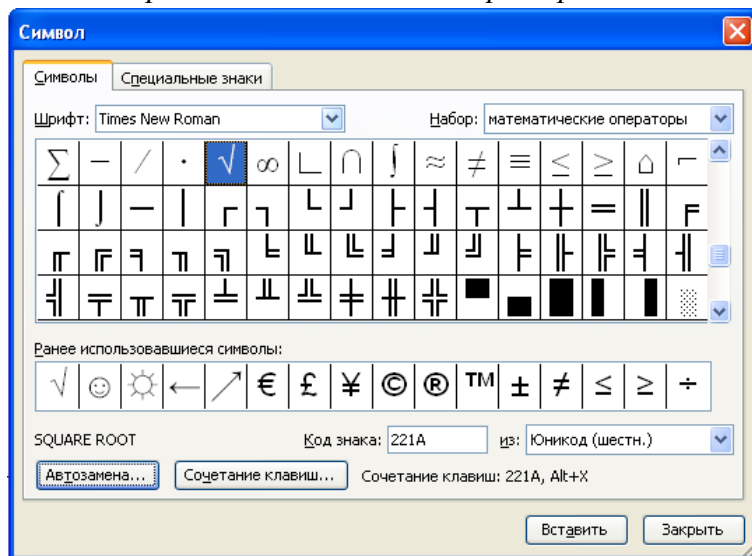 Символ
Символы Специальные знаки
Шрифт: Times New Roman Набор: математические операторы
∑ − ∕ ∙ √ ∞ ∟ ∩ ∫ ≈ ≠ ≡ ≤ ≥ ⌂ ⌐
⌠ ⌡ ─ │ ┌ ┐ └ ┘ ├ ┤ ┬ ┴ ┼ ═ ║ ╒
╓ ╔ ╕ ╖ ╗ ╘ ╙ ╚ ╛ ╜ ╝ ╞ ╟ ╠ ╡ ╢
╣ ╤ ╥ ╦ ╧ ╨ ╩ ╪ ╫ ╬ ▀ ▄ █ ▌ ▐ ░
Ранее использовавшиеся символы:
√ ☺ ☼ ← ↗ € £ ¥ © ® ™ ± ≠ ≤ ≥ ÷
SQUARE ROOT Код знака: 221A из: Юникод (шестн.)
Автозамена... Сочетание клавиш... Сочетание клавиш: 221A, Alt+X
Вставить Закрыть